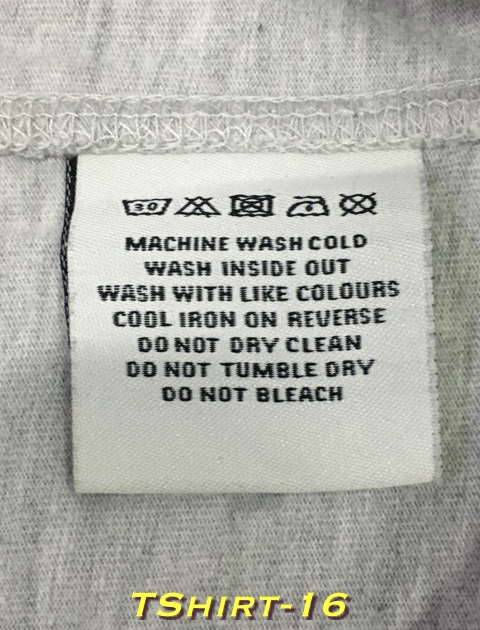 30
MACHINE WASH COLD
WASH INSIDE OUT
WASH WITH LIKE COLOURS
COOL IRON ON REVERSE
DO NOT DRY CLEAN
DO NOT TUMBLE DRY
DO NOT BLEACH
TShirt-16